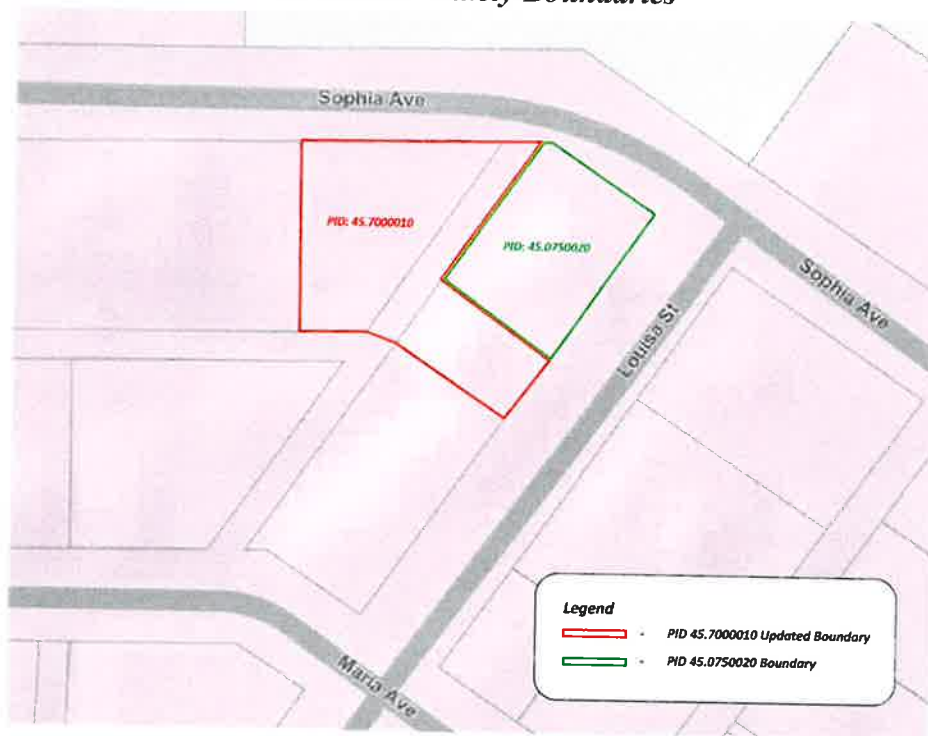 Boundaries
Sophia Ave
PID: 45.7000010
PID: 45.0750020
Sophia Ave
Louisa St
Maria Ave
Legend
- PID 45.7000010 Updated Boundary
- PID 45.0750020 Boundary